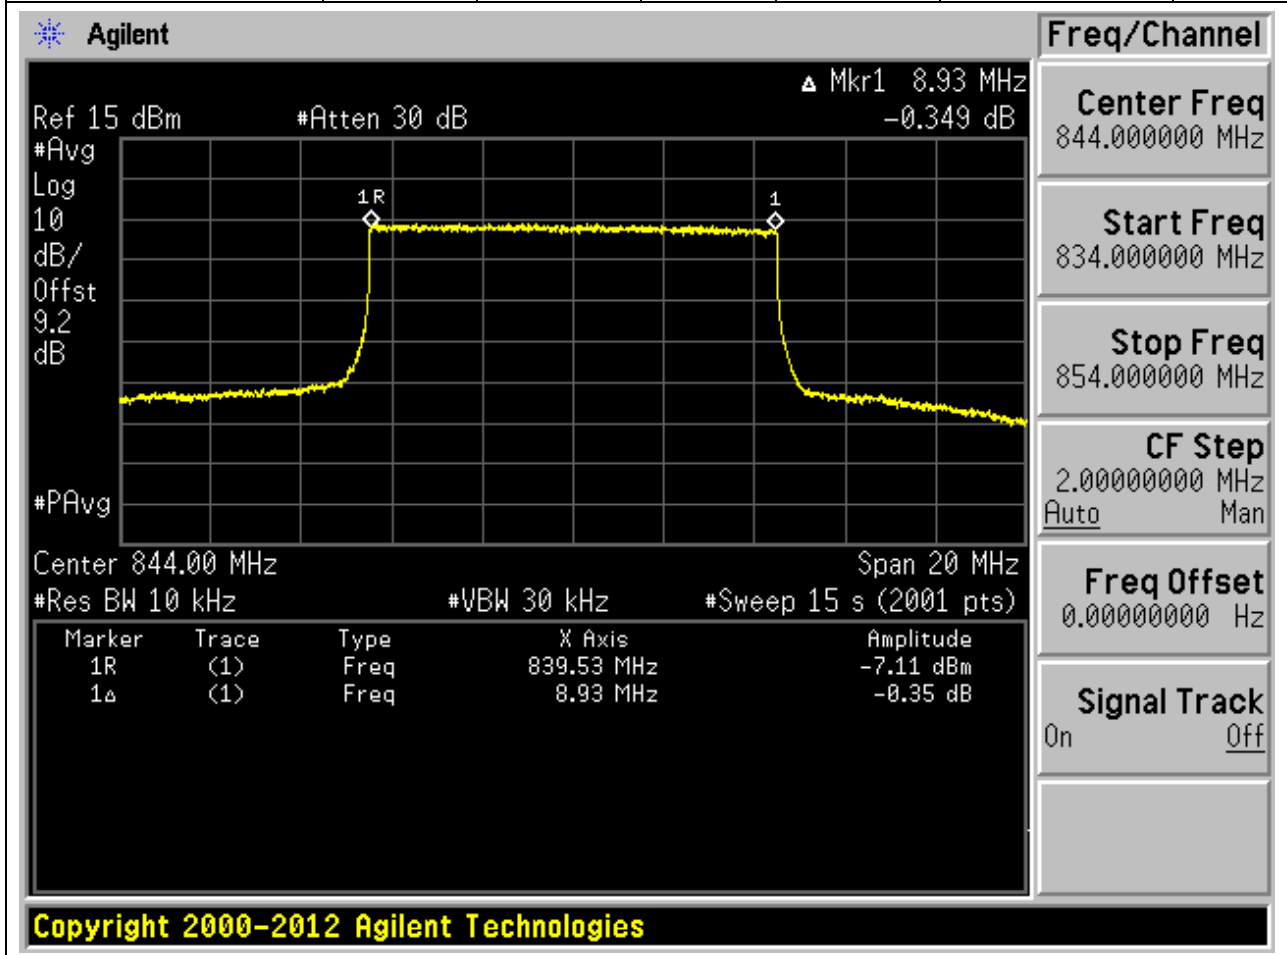 Agilent
Freq/Channel
▵ Mkr1 8.93 MHz
Ref 15 dBm #Atten 30 dB -0.349 dB
#Avg
Log
10
dB/
Offst
9.2
dB
#PAvg
1R
1
Center 844.00 MHz Span 20 MHz
#Res BW 10 kHz #VBW 30 kHz #Sweep 15 s (2001 pts)
Marker Trace Type X Axis Amplitude
1R (1) Freq 839.53 MHz -7.11 dBm
1▵ (1) Freq 8.93 MHz -0.35 dB
Center Freq
844.000000 MHz
Start Freq
834.000000 MHz
Stop Freq
854.000000 MHz
CF Step
2.00000000 MHz
Auto Man
Freq Offset
0.00000000 Hz
Signal Track
On Off
Copyright 2000-2012 Agilent Technologies